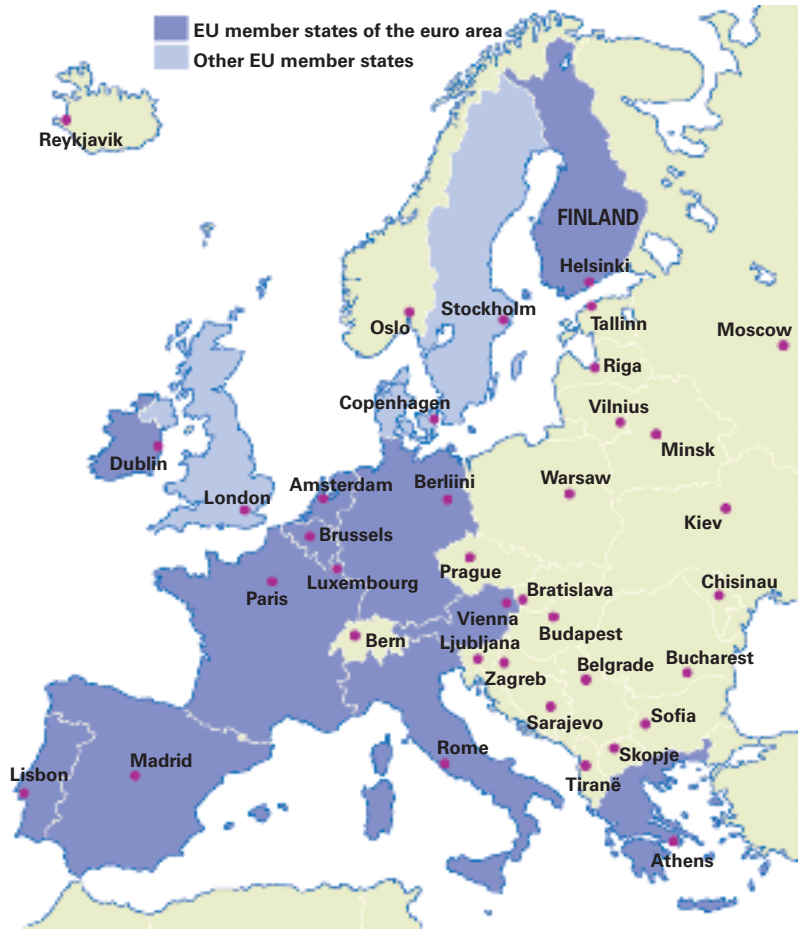 EU member states of the euro area
Other EU member states
Reykjavik
FINLAND
Helsinki
Stockholm
Oslo
Tallinn
Moscow
Riga
Copenhagen
Vilnius
Minsk
Dublin
London
Amsterdam
Berliini
Warsaw
Kiev
Brussels
Prague
Luxembourg
Paris
Bratislava
Chisinau
Vienna
Budapest
Bern
Ljubljana
Zagreb
Belgrade
Bucharest
Sarajevo
Sofia
Rome
Skopje
Madrid
Lisbon
Tiranë
Athens